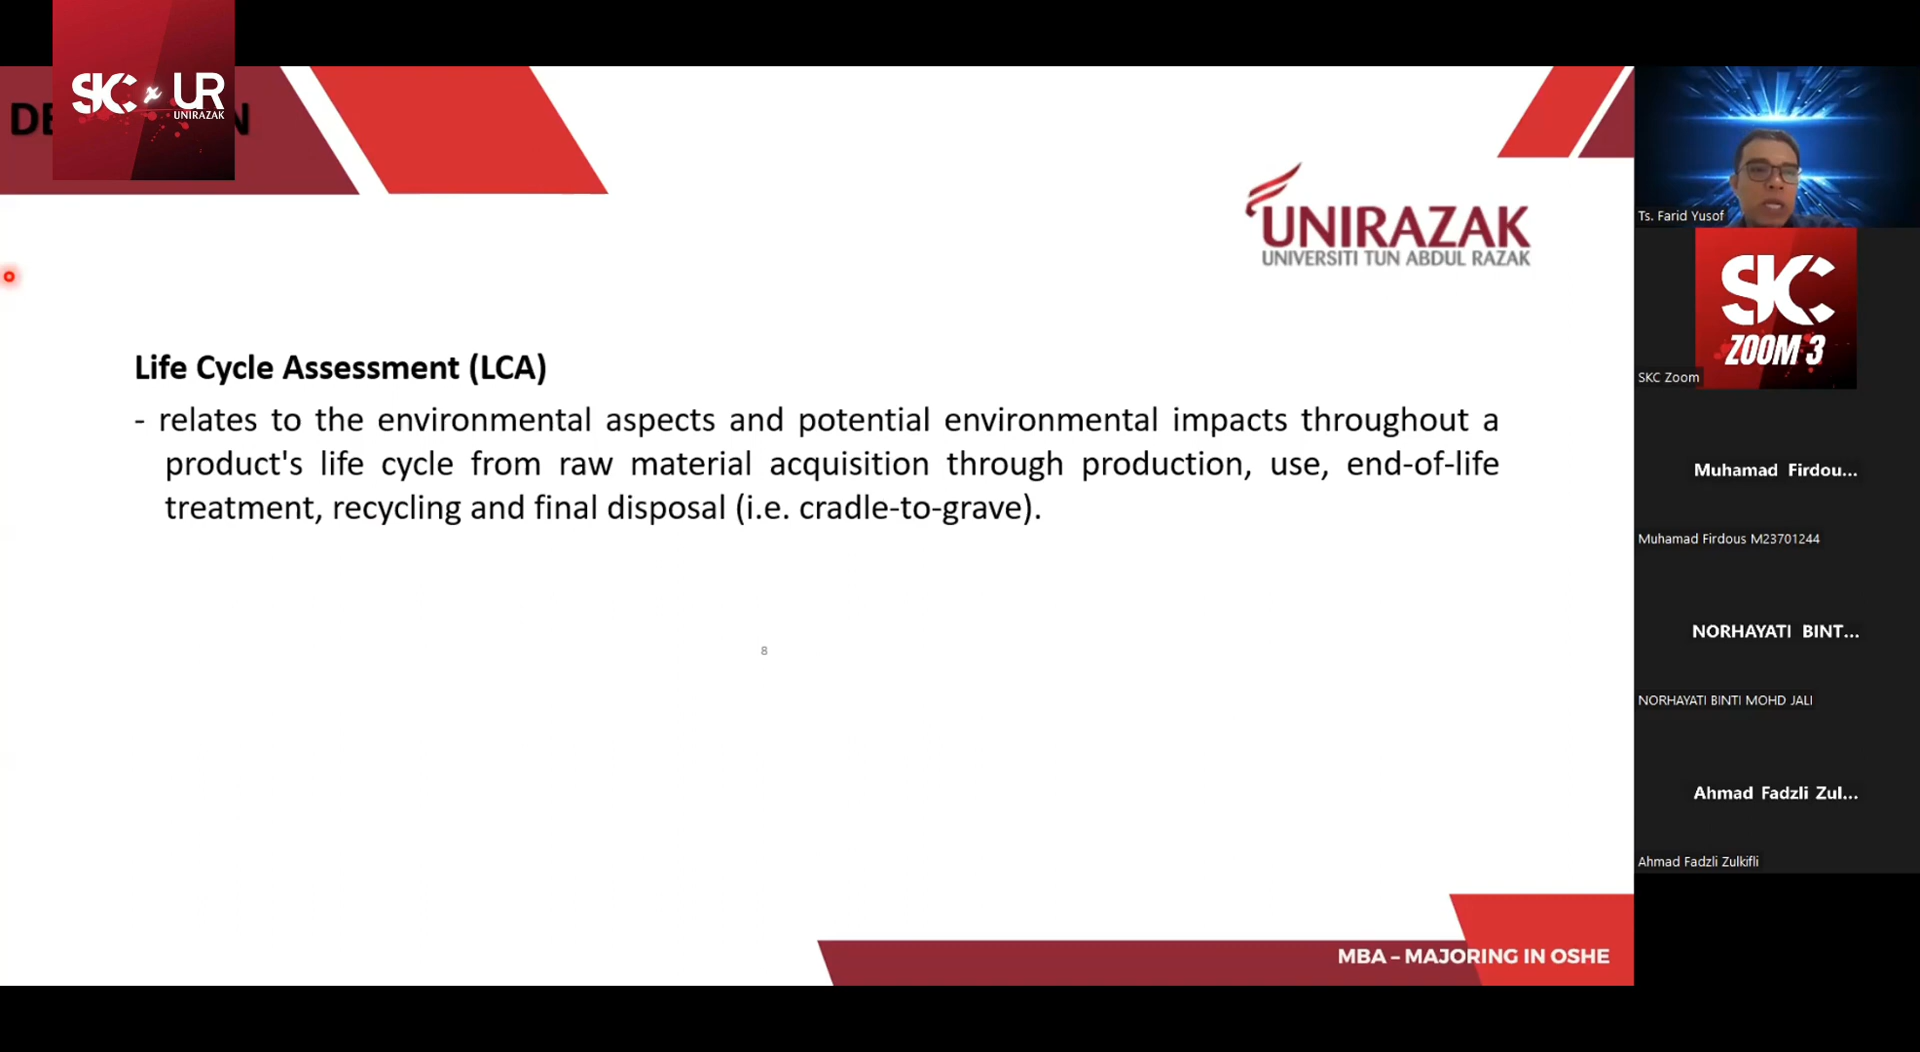 SKC x UR
UNIRAZAK
UNIRAZAK
UNIVERSITI TUN ABDUL RAZAK
Life Cycle Assessment (LCA)
- relates to the environmental aspects and potential environmental impacts throughout a
product's life cycle from raw material acquisition through production, use, end-of-life
treatment, recycling and final disposal (i.e. cradle-to-grave).
8
MBA – MAJORING IN OSHE
Ts. Farid Yusof
SKC
ZOOM 3
SKC Zoom
Muhamad Firdou...
Muhamad Firdous M23701244
NORHAYATI BINT...
NORHAYATI BINTI MOHD JALI
Ahmad Fadzli Zul...
Ahmad Fadzli Zulkifli